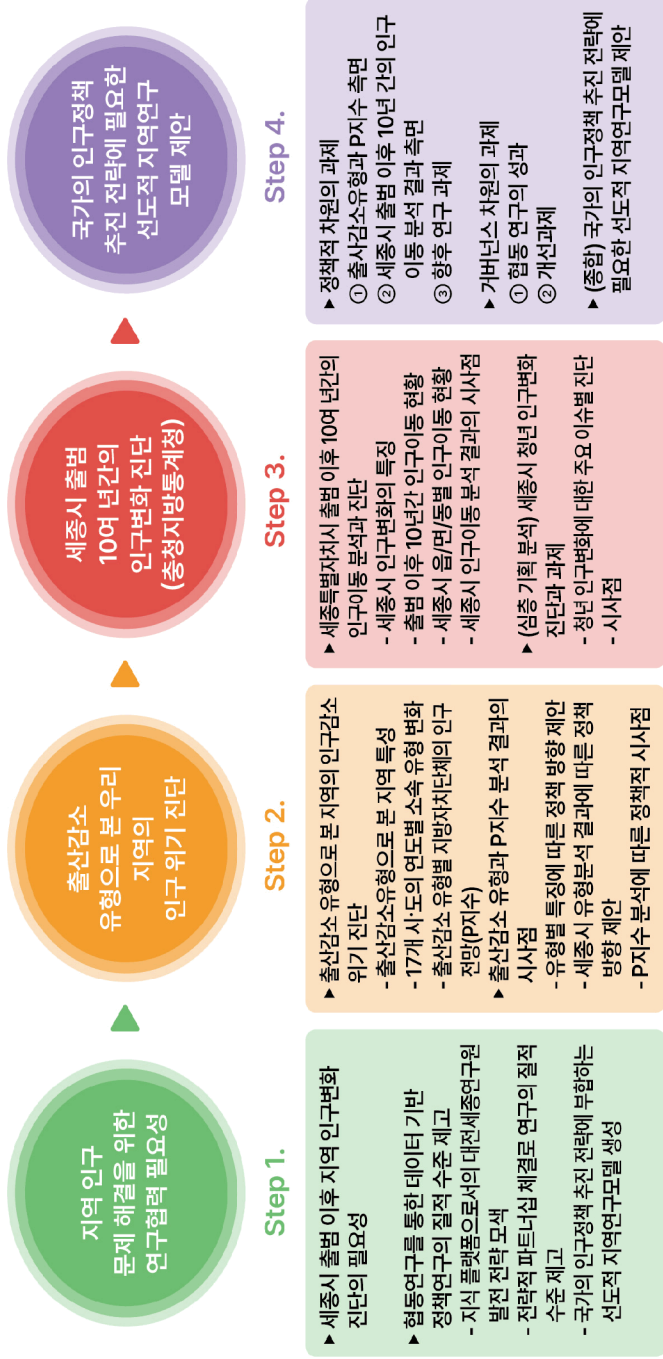 지역 인구
문제 해결을 위한
연구협력 필요성
Step 1.
▶ 세종시 출범 이후 지역 인구변화
진단의 필요성
▶ 협동연구를 통한 데이터 기반
정책연구의 질적 수준 제고
- 지식 플랫폼으로서의 대전세종연구원
발전 전략 모색
- 전략적 파트너십 체결로 연구의 질적
수준 제고
- 국가의 인구정책 추진 전략에 부합하는
선도적 지역연구모델 생성
출산감소
유형으로 본 우리
지역의
인구 위기 진단
Step 2.
▶ 출산감소 유형으로 본 지역의 인구감소
위기 진단
- 출산감소유형으로 본 지역 특성
- 17개 시·도의 연도별 소속 유형 변화
- 출산감소 유형별 지방자치단체의 인구
전망(P지수)
▶ 출산감소 유형과 P지수 분석 결과의
시사점
- 유형별 특징에 따른 정책 방향 제안
- 세종시 유형분석 결과에 따른 정책
방향 제안
- P지수 분석에 따른 정책적 시사점
세종시 출범
10여 년간의
인구변화 진단
(충청지방통계청)
Step 3.
▶ 세종특별자치시 출범 이후 10여 년간의
인구이동 분석과 진단
- 세종시 인구변화의 특징
- 출범 이후 10년간 인구이동 현황
- 세종시 읍/면/동별 인구이동 현황
- 세종시 인구이동 분석 결과의 시사점
▶ (심층 기획 분석) 세종시 청년 인구변화
진단과 과제
- 청년 인구변화에 대한 주요 이슈별 진단
- 시사점
국가의 인구정책
추진 전략에 필요한
선도적 지역연구
모델 제안
Step 4.
▶ 정책적 차원의 과제
① 출사감소유형과 P지수 측면
② 세종시 출범 이후 10년 간의 인구
이동 분석 결과 측면
③ 향후 연구 과제
▶ 거버넌스 차원의 과제
① 협동 연구의 성과
② 개선과제
▶ (종합) 국가의 인구정책 추진 전략에
필요한 선도적 지역연구모델 제안